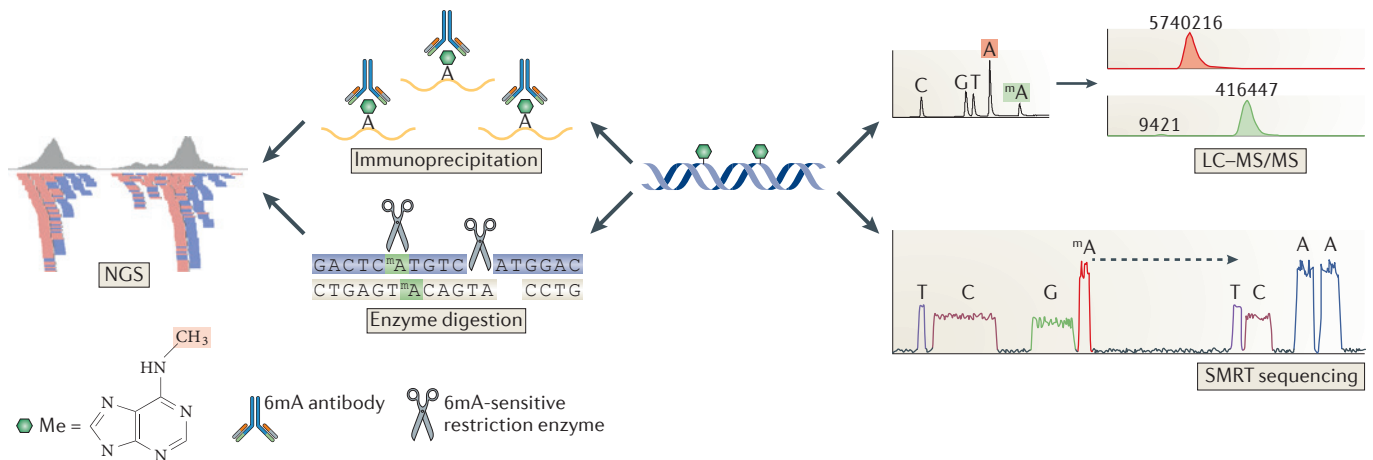 5740216
A
C
GT
ᵐA
416447
9421
LC–MS/MS
A
A
A
Immunoprecipitation
NGS
GACTCᵐATGTC ATGGAC
CTGAGTᵐACAGTA CCTG
Enzyme digestion
ᵐA
A A
T C G T C
SMRT sequencing
CH₃
HN
N N
N N
Me =
6mA antibody
6mA-sensitive
restriction enzyme